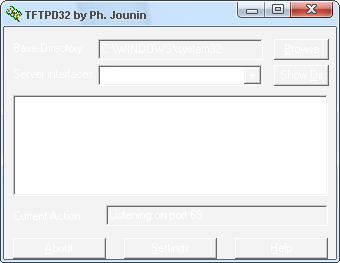 TFTPD32 by Ph. Jounin
Base Directory
C:\WINDOWS\system32
Browse
Server interfaces
Show Dir
Current Action
Listening on port 69
About
Settings
Help